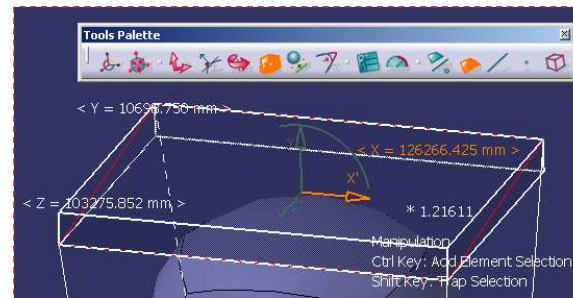 Tools Palette
< Y = 10693.750 mm >
< X = 126266.425 mm >
X'
< Z = 103275.852 mm >
* 1.21611
Manipulation
Ctrl Key: Add Element Selection
Shift Key: Trap Selection